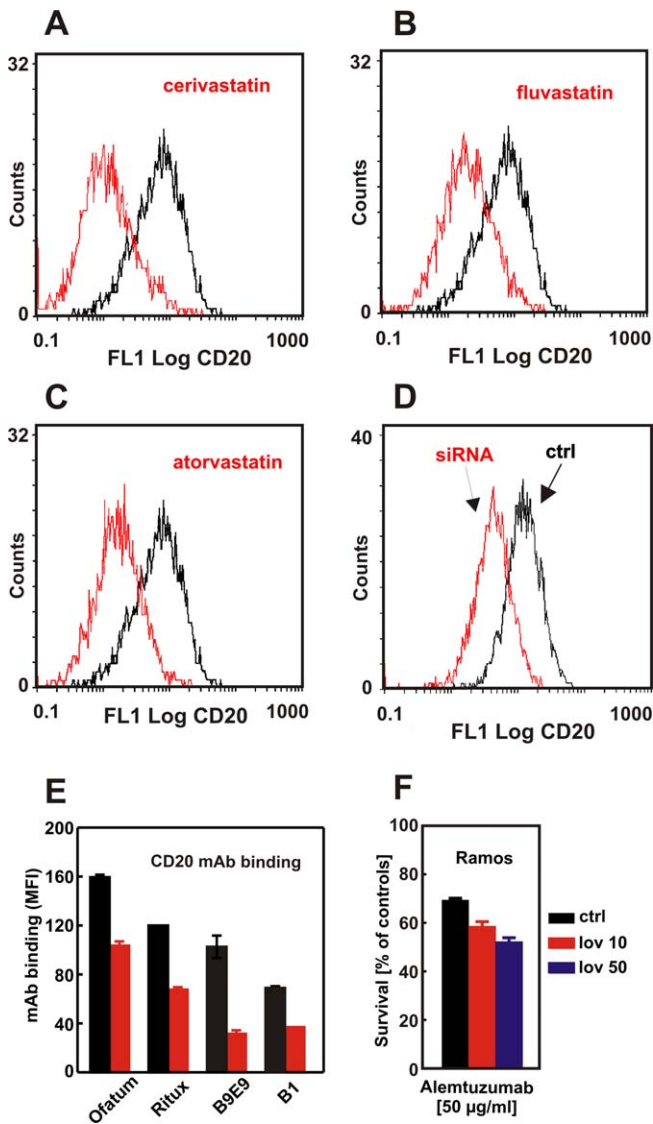 A
32
cerivastatin
Counts
0
0.1
1000
FL1 Log CD20
B
32
fluvastatin
Counts
0
0.1
1000
FL1 Log CD20
C
32
atorvastatin
Counts
0
0.1
1000
FL1 Log CD20
D
40
siRNA
ctrl
Counts
0
0.1
1000
FL1 Log CD20
E
CD20 mAb binding
mAb binding (MFI)
200
160
120
80
40
0
Ofatum
Ritux
B9E9
B1
F
Ramos
Survival [% of controls]
100
80
60
40
20
0
Alemtuzumab
[50 µg/ml]
ctrl
lov 10
lov 50